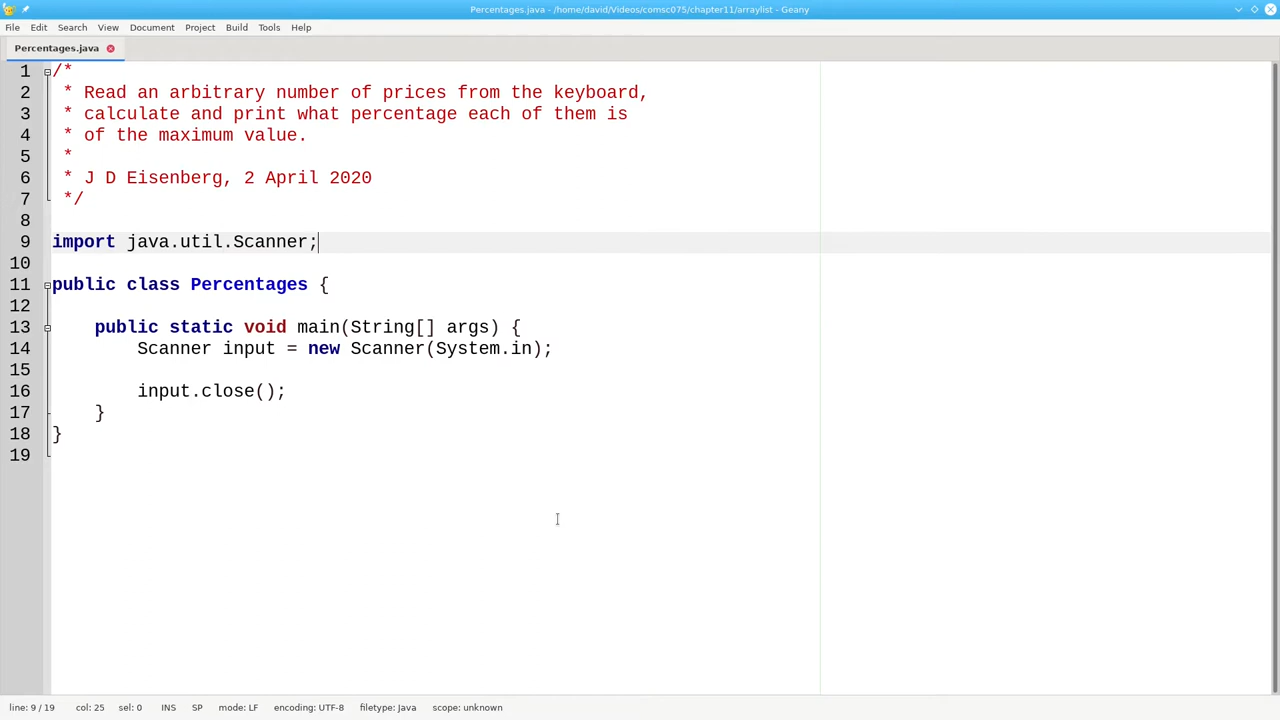 Percentages.java - /home/david/Videos/comsc075/chapter11/arraylist - Geany
File Edit Search View Document Project Build Tools Help
Percentages.java
1 /*
2  * Read an arbitrary number of prices from the keyboard,
3  * calculate and print what percentage each of them is
4  * of the maximum value.
5  *
6  * J D Eisenberg, 2 April 2020
7  */
8
9 import java.util.Scanner;
10
11 public class Percentages {
12
13     public static void main(String[] args) {
14         Scanner input = new Scanner(System.in);
15
16         input.close();
17     }
18 }
19
line: 9 / 19 col: 25 sel: 0 INS SP mode: LF encoding: UTF-8 filetype: Java scope: unknown